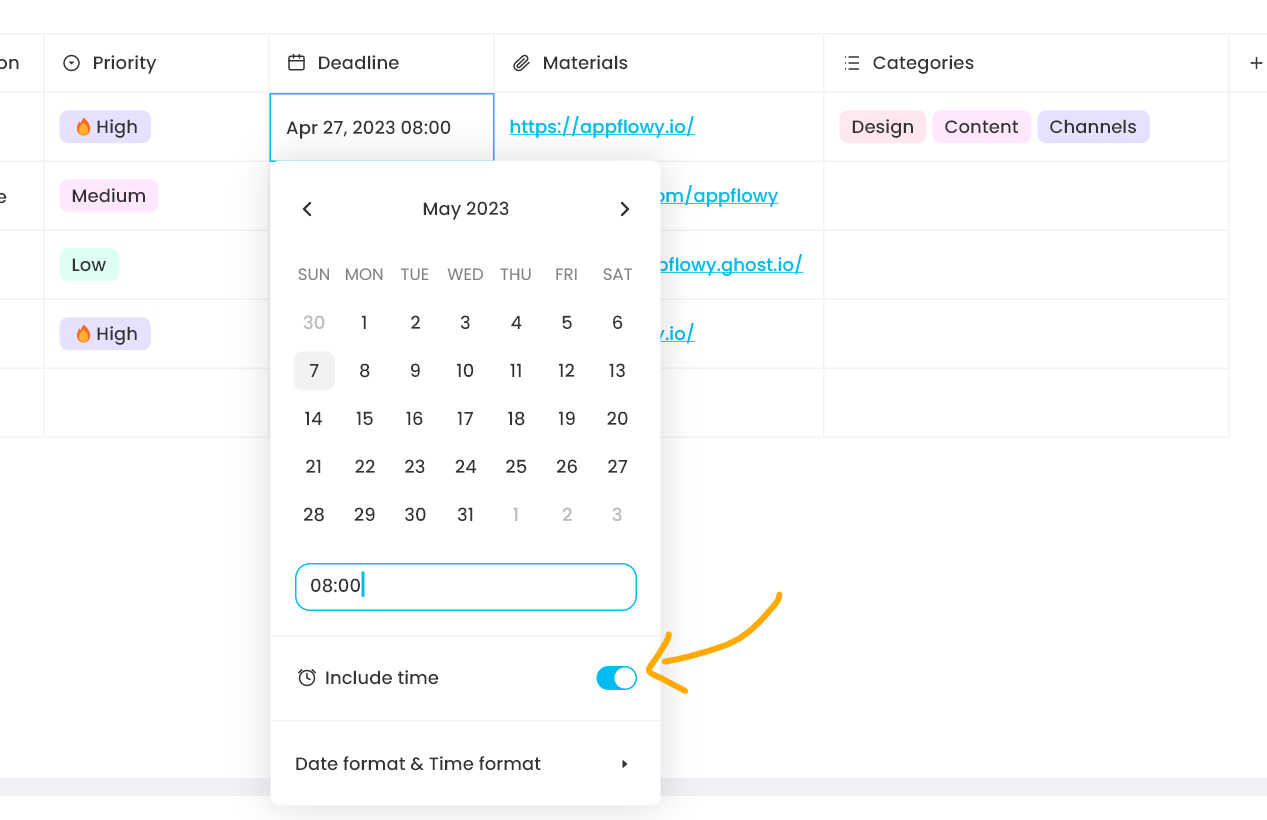 on Priority Deadline Materials Categories +
High Apr 27, 2023 08:00 https://appflowy.io/ Design Content Channels
e Medium om/appflowy
Low oflowy.ghost.io/
High y.io/
May 2023
SUN MON TUE WED THU FRI SAT
30 1 2 3 4 5 6
7 8 9 10 11 12 13
14 15 16 17 18 19 20
21 22 23 24 25 26 27
28 29 30 31 1 2 3
08:00
Include time
Date format & Time format